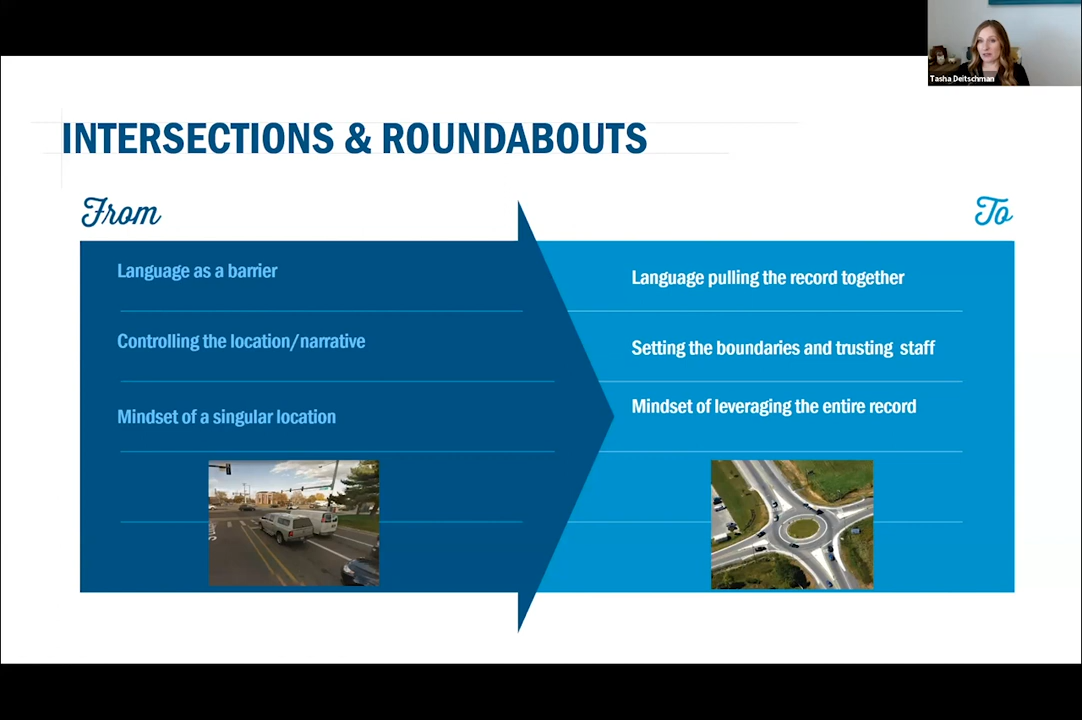 Tasha Deitschman
INTERSECTIONS & ROUNDABOUTS
From
To
Language as a barrier
Language pulling the record together
Controlling the location/narrative
Setting the boundaries and trusting staff
Mindset of a singular location
Mindset of leveraging the entire record